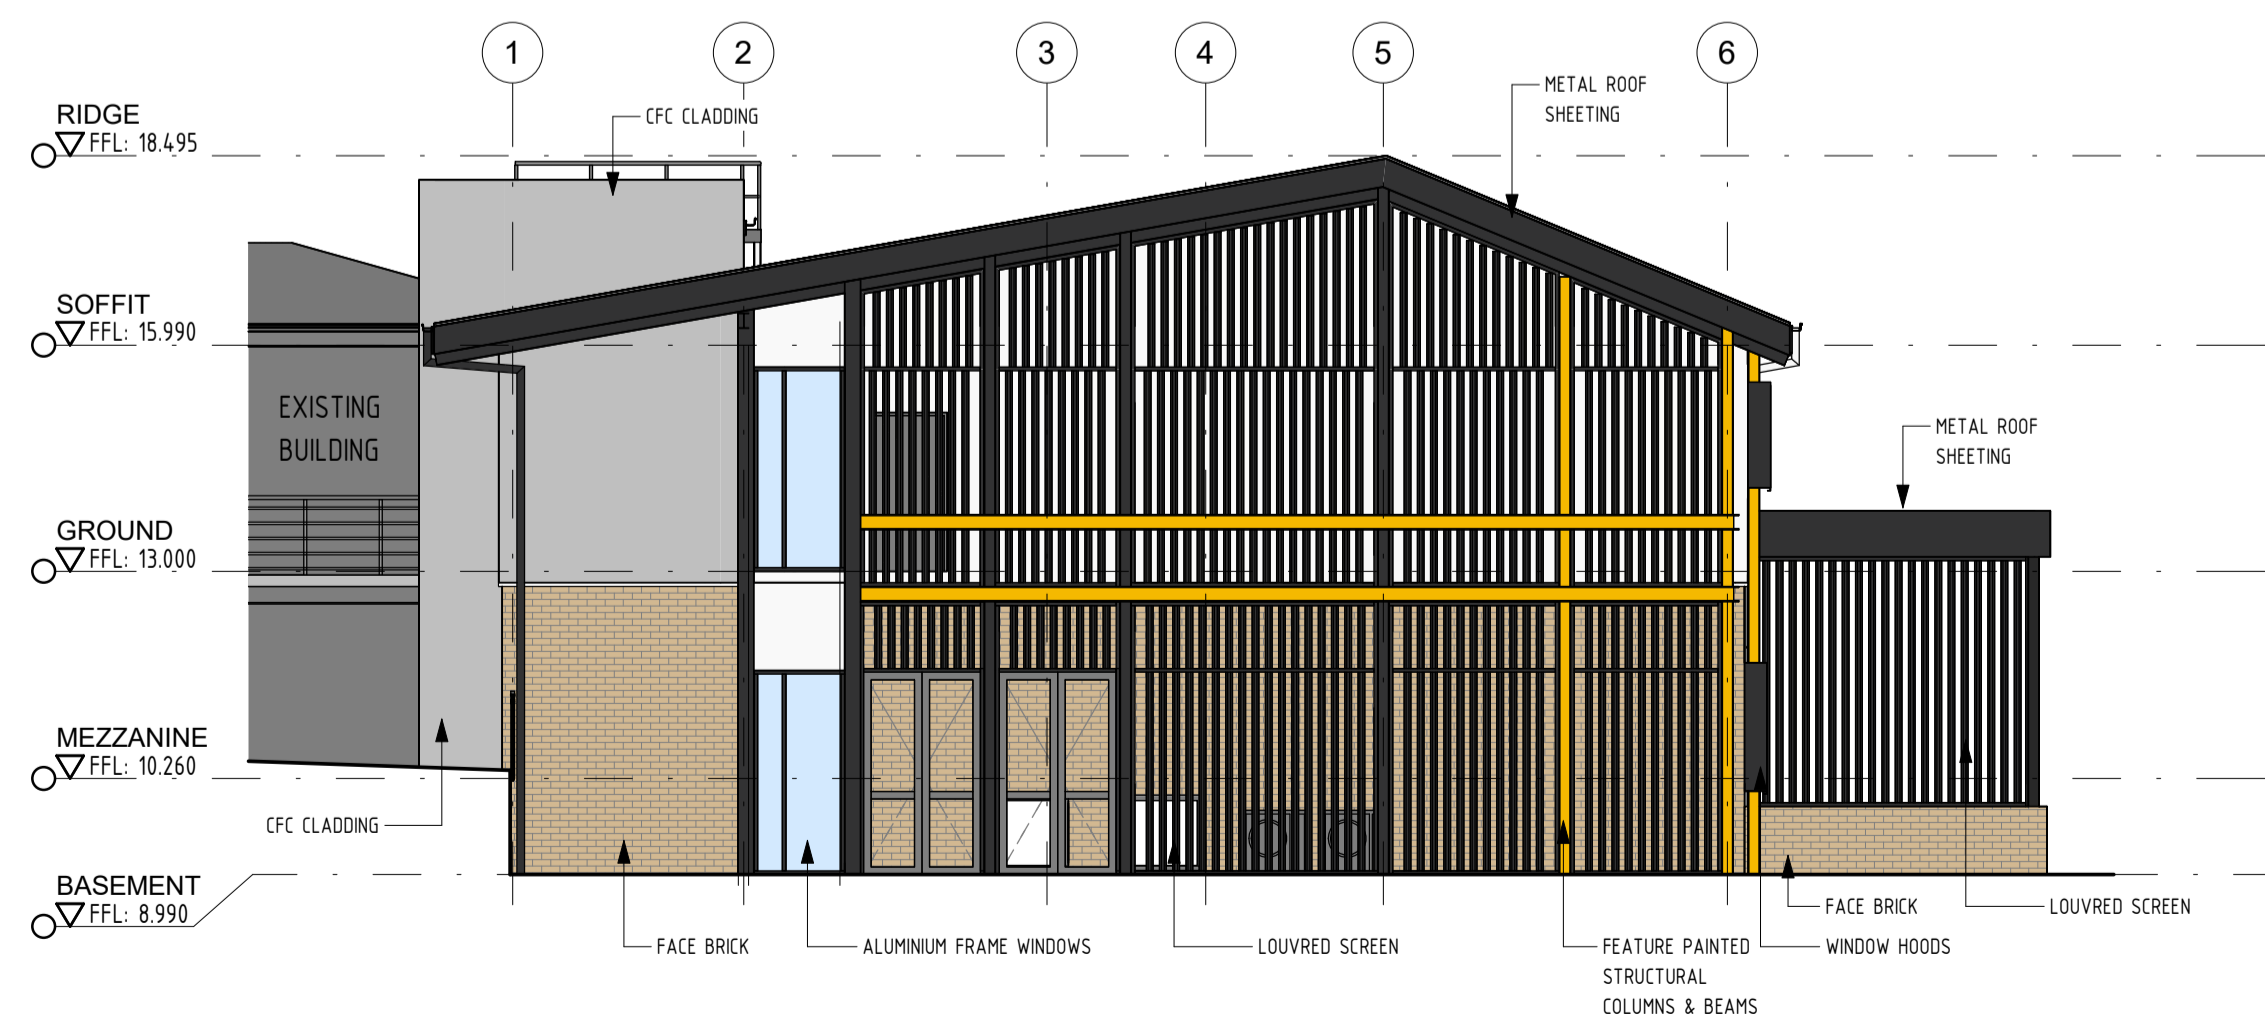 1
2
3
4
5
6
RIDGE
FFL: 18.495
CFC CLADDING
METAL ROOF
SHEETING
SOFFIT
FFL: 15.990
EXISTING
BUILDING
METAL ROOF
SHEETING
GROUND
FFL: 13.000
MEZZANINE
FFL: 10.260
CFC CLADDING
BASEMENT
FFL: 8.990
FACE BRICK
LOUVRED SCREEN
FACE BRICK
ALUMINIUM FRAME WINDOWS
LOUVRED SCREEN
FEATURE PAINTED
STRUCTURAL
COLUMNS & BEAMS
WINDOW HOODS